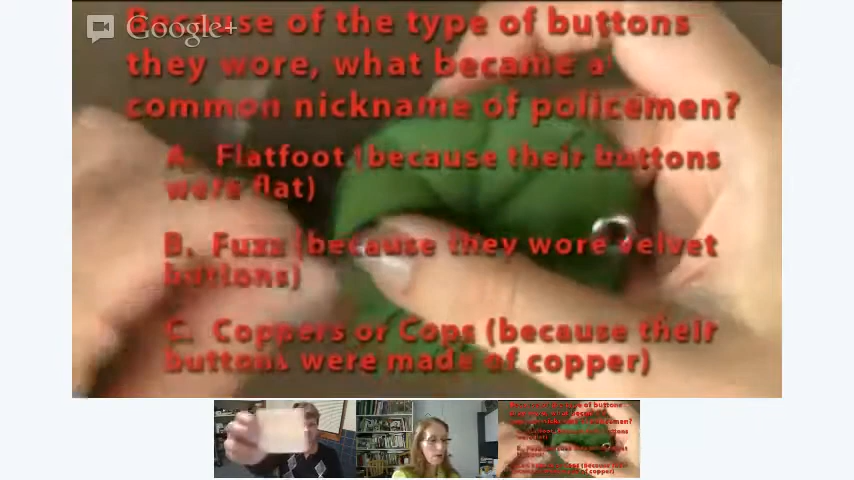 Google+
Because of the type of buttons
they wore, what became a
common nickname of policemen?
A. Flatfoot (because their buttons
were flat)
B. Fuzz (because they wore velvet
buttons)
C. Coppers or Cops (because their
buttons were made of copper)